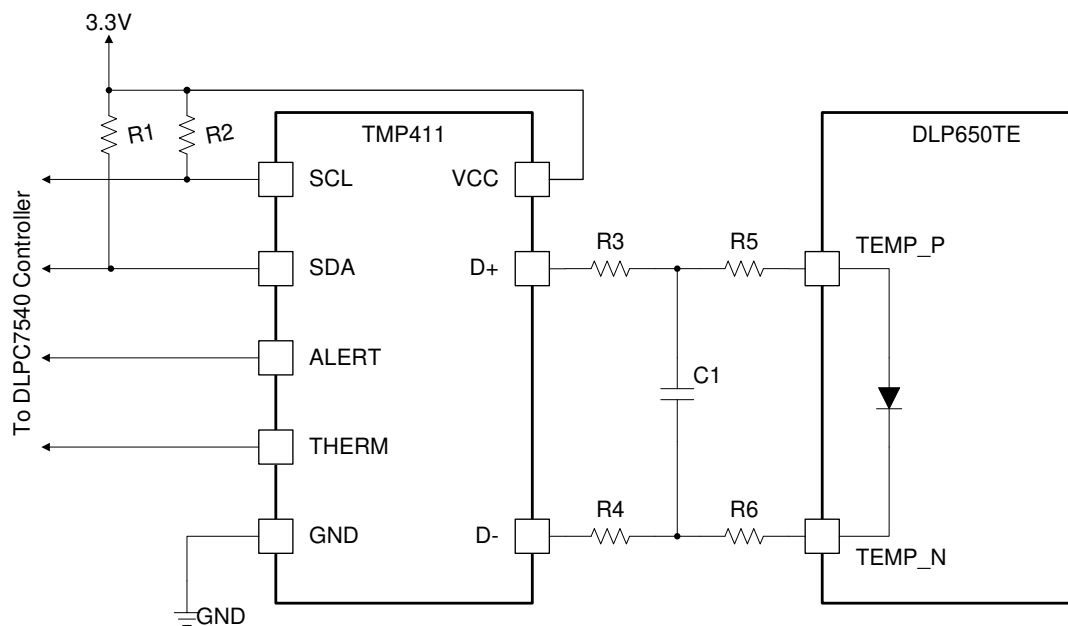 3.3V
R1
R2
TMP411
DLP650TE
SCL
VCC
SDA
D+
R3
R5
TEMP_P
To DLPC7540 Controller
ALERT
C1
THERM
GND
D-
R4
R6
TEMP_N
GND